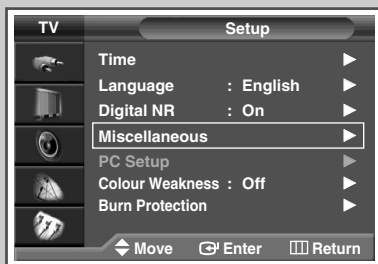 TV Setup
Time
Language : English
Digital NR : On
Miscellaneous
PC Setup
Colour Weakness : Off
Burn Protection
Move Enter Return